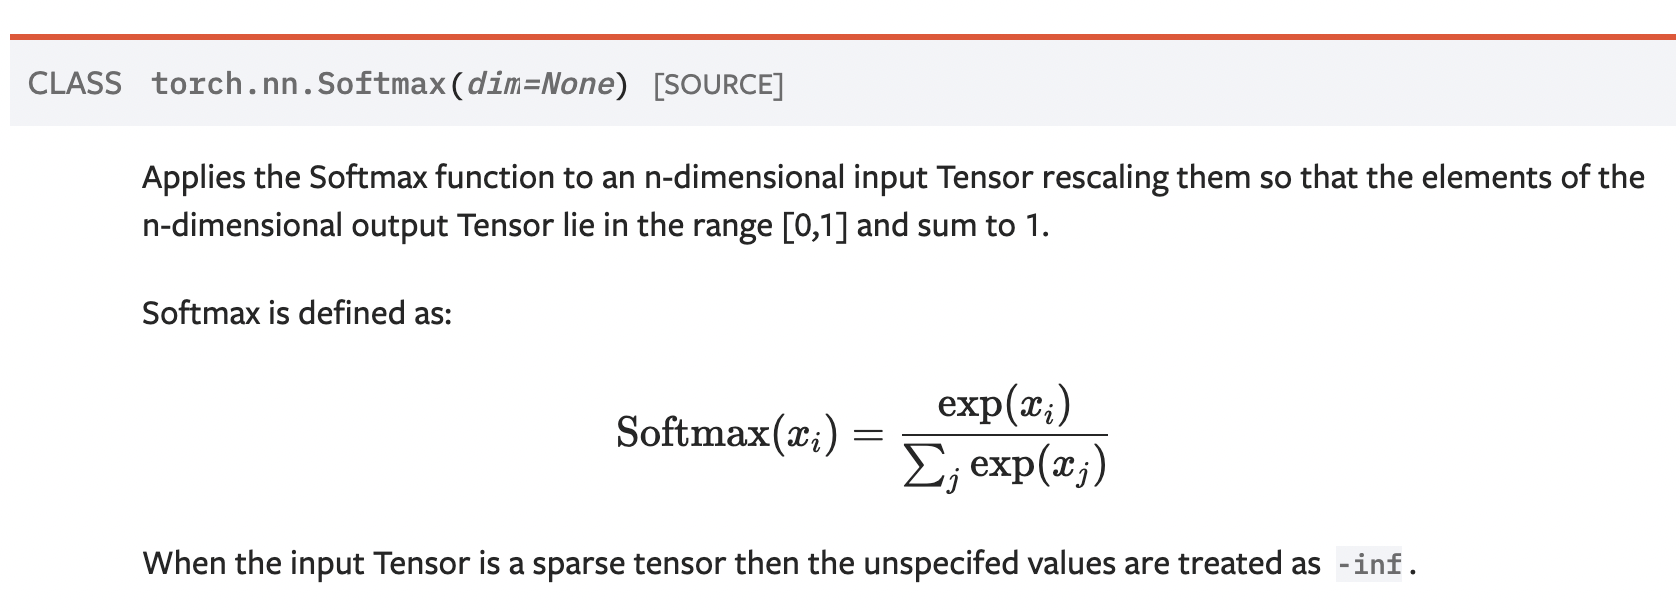 CLASS torch.nn.Softmax(dim=None) [SOURCE]
Applies the Softmax function to an n-dimensional input Tensor rescaling them so that the elements of the
n-dimensional output Tensor lie in the range [0,1] and sum to 1.
Softmax is defined as:
Softmax(x_i) = \frac{exp(x_i)}{\sum_j exp(x_j)}
When the input Tensor is a sparse tensor then the unspecifed values are treated as -inf.